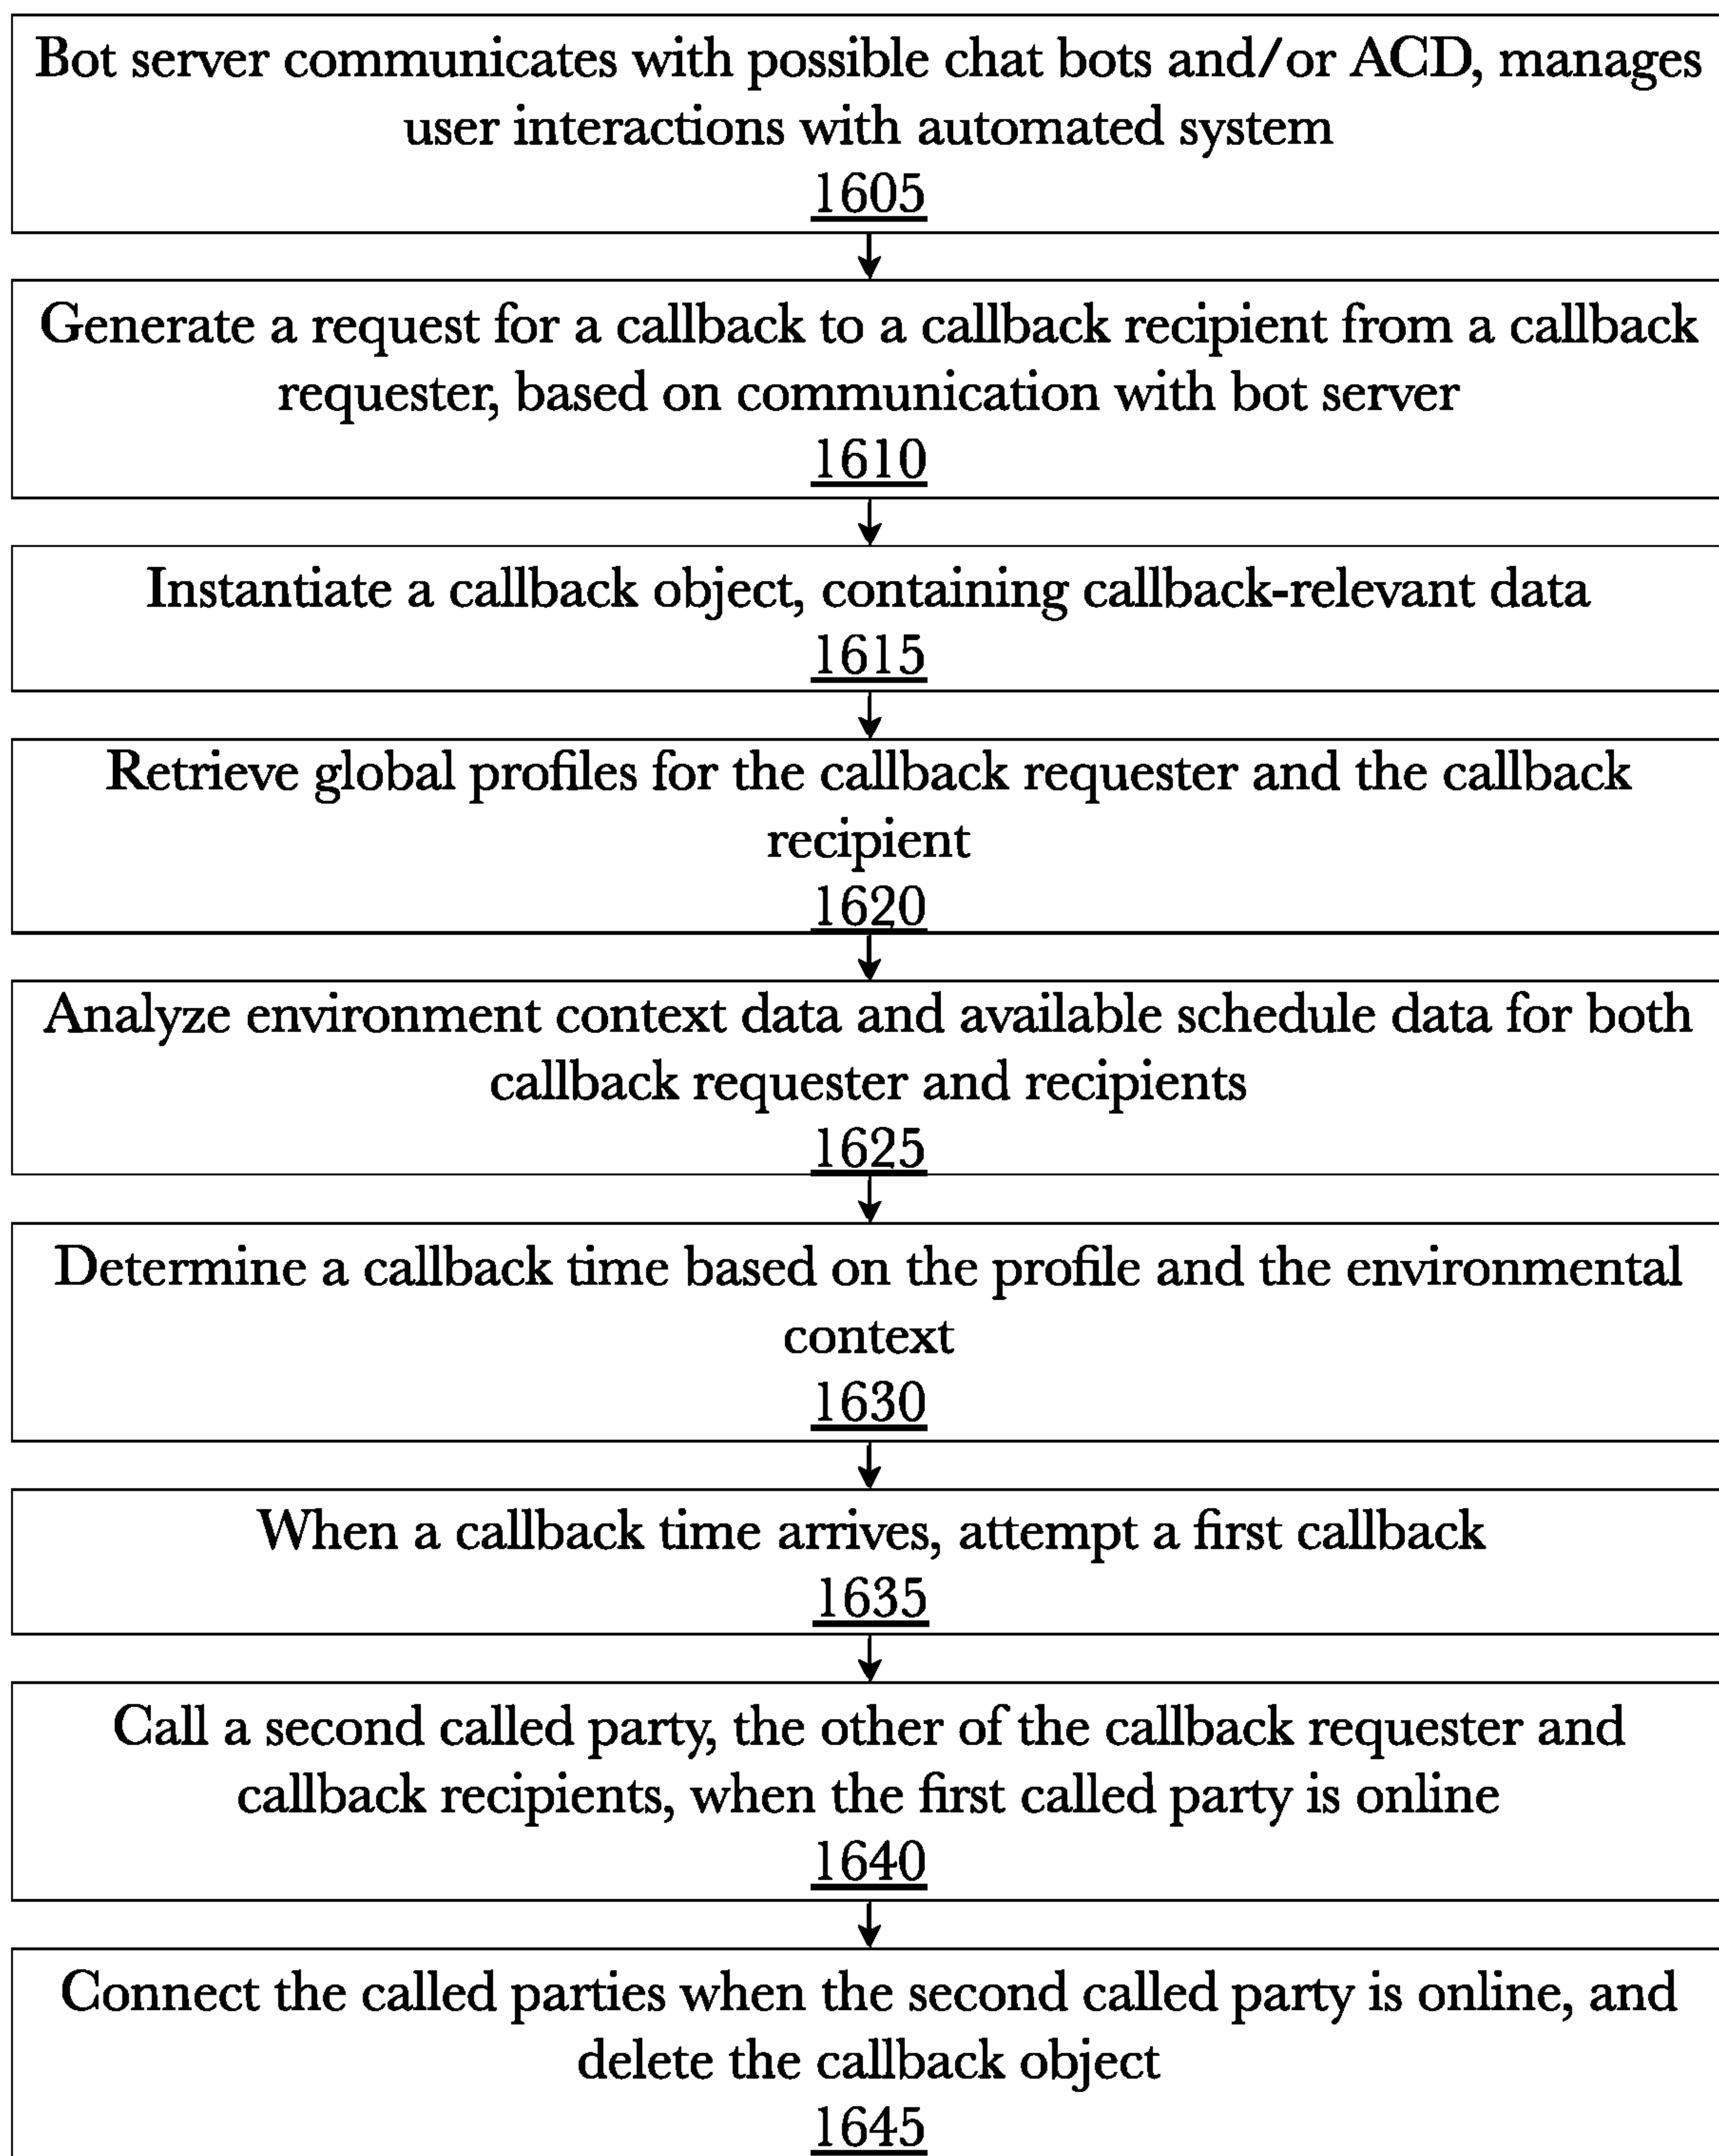 Bot server communicates with possible chat bots and/or ACD, manages
user interactions with automated system
1605
Generate a request for a callback to a callback recipient from a callback
requester, based on communication with bot server
1610
Instantiate a callback object, containing callback-relevant data
1615
Retrieve global profiles for the callback requester and the callback
recipient
1620
Analyze environment context data and available schedule data for both
callback requester and recipients
1625
Determine a callback time based on the profile and the environmental
context
1630
When a callback time arrives, attempt a first callback
1635
Call a second called party, the other of the callback requester and
callback recipients, when the first called party is online
1640
Connect the called parties when the second called party is online, and
delete the callback object
1645